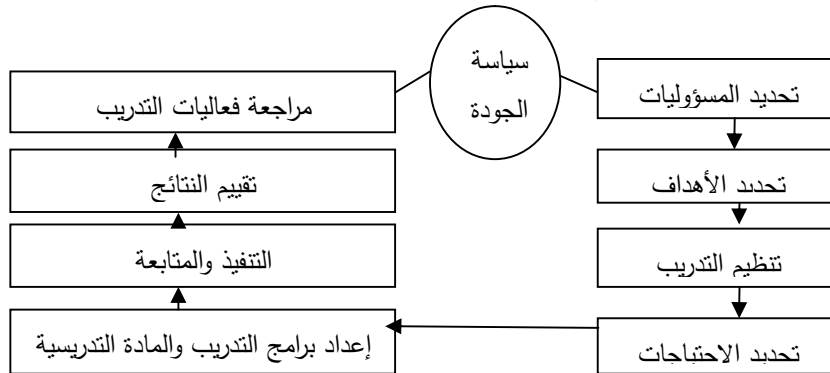 سياسة
الجودة
تحديد المسؤوليات
تحديد الأهداف
تنظيم التدريب
تحديد الاحتياجات
إعداد برامج التدريب والمادة التدريسية
التنفيذ والمتابعة
تقييم النتائج
مراجعة فعاليات التدريب